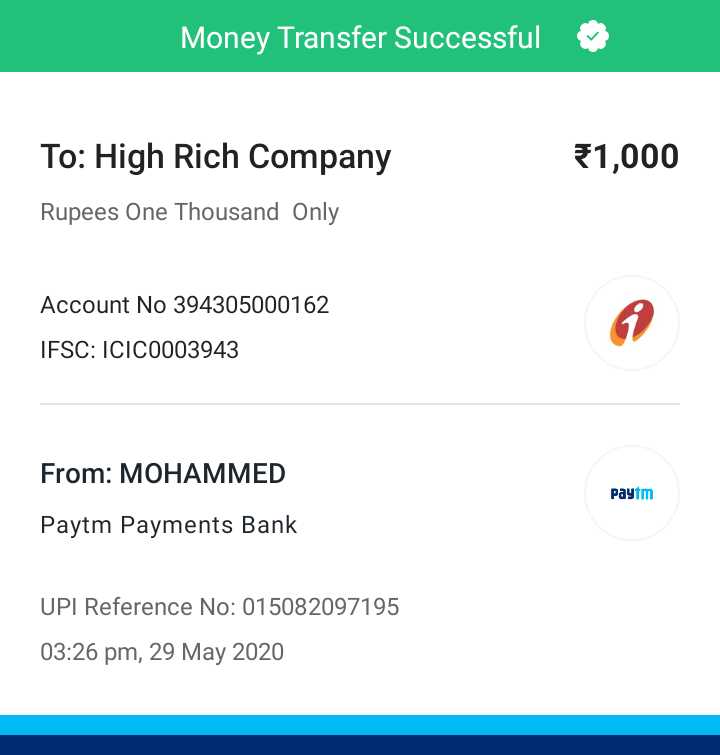 Money Transfer Successful
To: High Rich Company ₹1,000
Rupees One Thousand Only
Account No 394305000162
IFSC: ICIC0003943
From: MOHAMMED
paytm
Paytm Payments Bank
UPI Reference No: 015082097195
03:26 pm, 29 May 2020